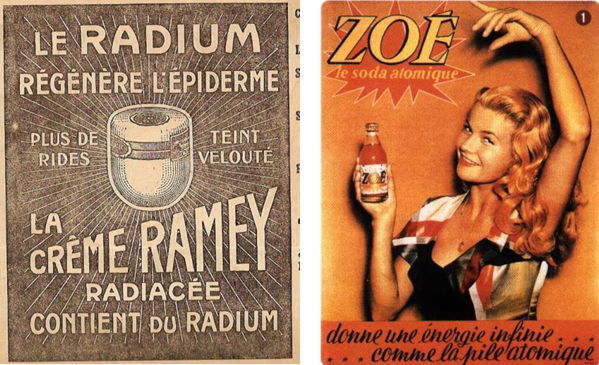 LE RADIUM
RÉGÉNÈRE L'ÉPIDERME
PLUS DE
RIDES
TEINT
VELOUTÉ
LA
CRÈME RAMEY
RADIACÉE
CONTIENT DU RADIUM
1
ZOÉ
le soda atomique
ZOÉ
donne une énergie infinie . . .
. . . comme la pile atomique